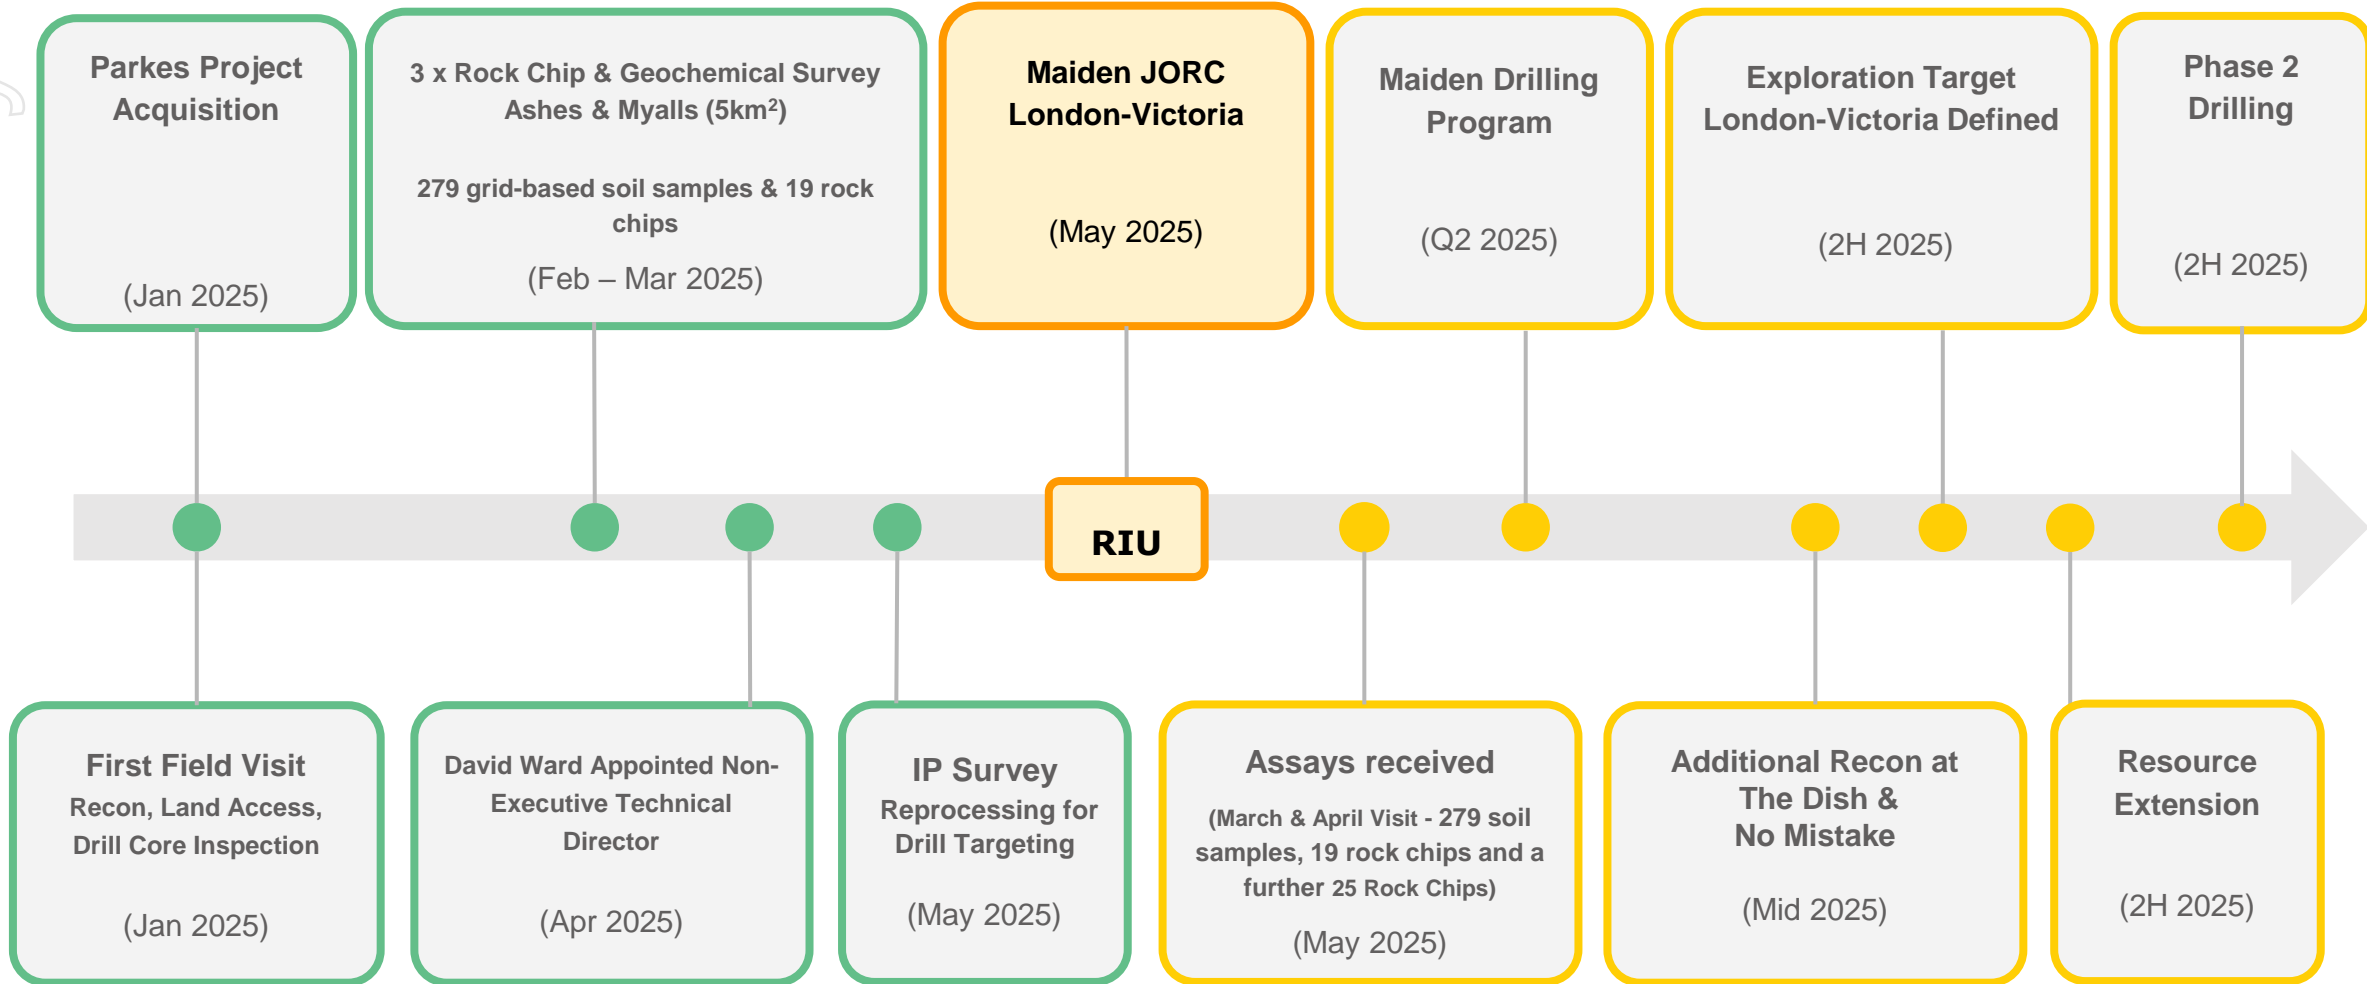 Parkes Project
Acquisition
(Jan 2025)
3 x Rock Chip & Geochemical Survey
Ashes & Myalls (5km²)
279 grid-based soil samples & 19 rock
chips
(Feb – Mar 2025)
Maiden JORC
London-Victoria
(May 2025)
Maiden Drilling
Program
(Q2 2025)
Exploration Target
London-Victoria Defined
(2H 2025)
Phase 2
Drilling
(2H 2025)
RIU
First Field Visit
Recon, Land Access,
Drill Core Inspection
(Jan 2025)
David Ward Appointed Non-
Executive Technical
Director
(Apr 2025)
IP Survey
Reprocessing for
Drill Targeting
(May 2025)
Assays received
(March & April Visit - 279 soil
samples, 19 rock chips and a
further 25 Rock Chips)
(May 2025)
Additional Recon at
The Dish &
No Mistake
(Mid 2025)
Resource
Extension
(2H 2025)